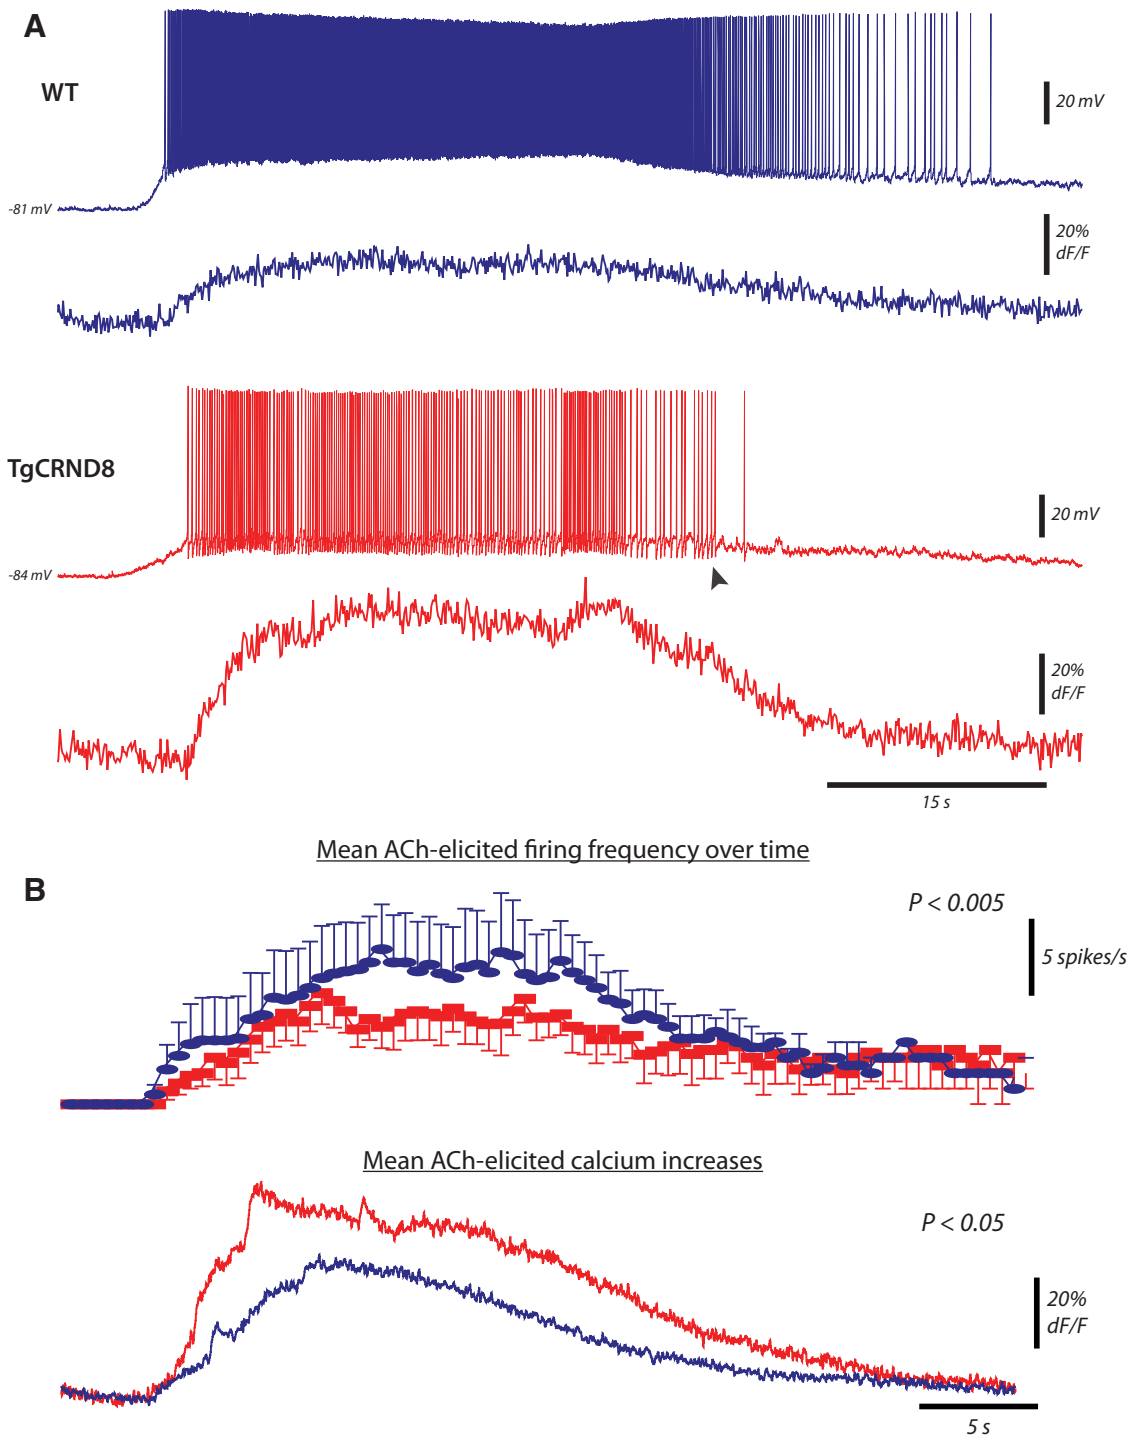 A
WT
20 mV
-81 mV
20%
dF/F
TgCRND8
20 mV
-84 mV
20%
dF/F
15 s
Mean ACh-elicited firing frequency over time
B
P < 0.005
5 spikes/s
Mean ACh-elicited calcium increases
P < 0.05
20%
dF/F
5 s